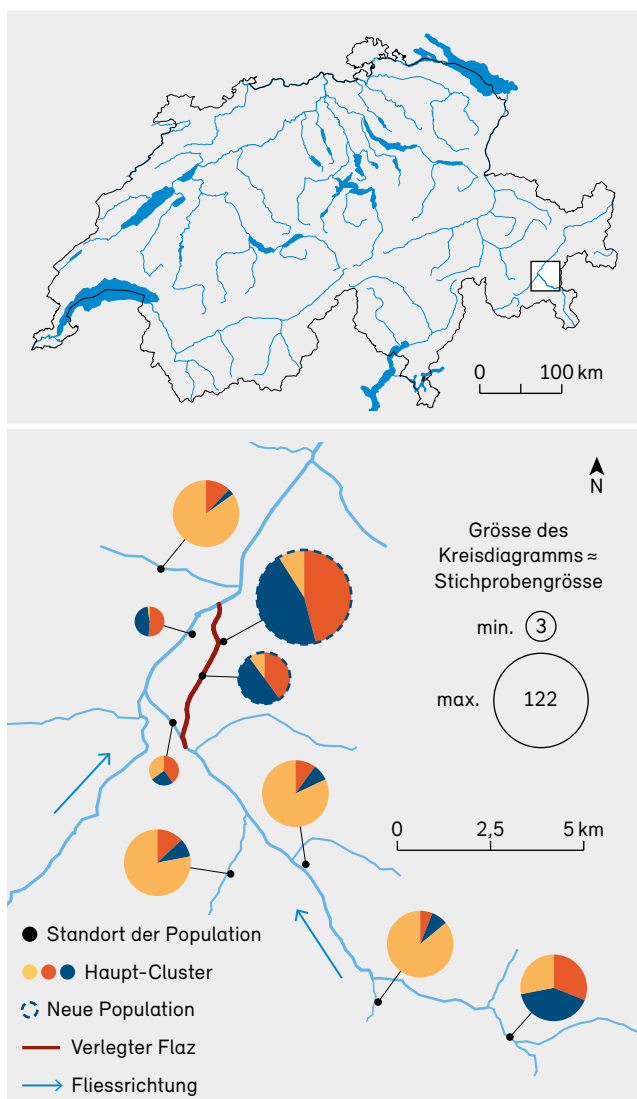 0 100 km
N
Grösse des
Kreisdiagramms ≈
Stichprobengrösse
min. 3
max. 122
0 2,5 5 km
Standort der Population
Haupt-Cluster
Neue Population
Verlegter Flaz
Fliessrichtung